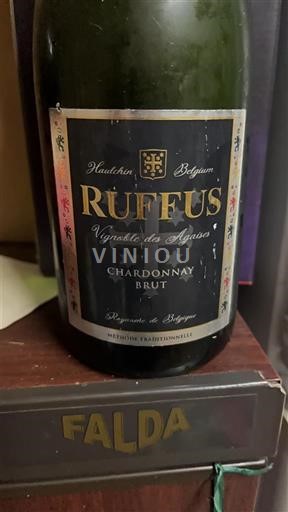 Hautchin Belgium
RUFFUS
Vignoble des Agaises
VINIOU
CHARDONNAY
BRUT
Royaume de Belgique
MÉTHODE TRADITIONNELLE
FALDA